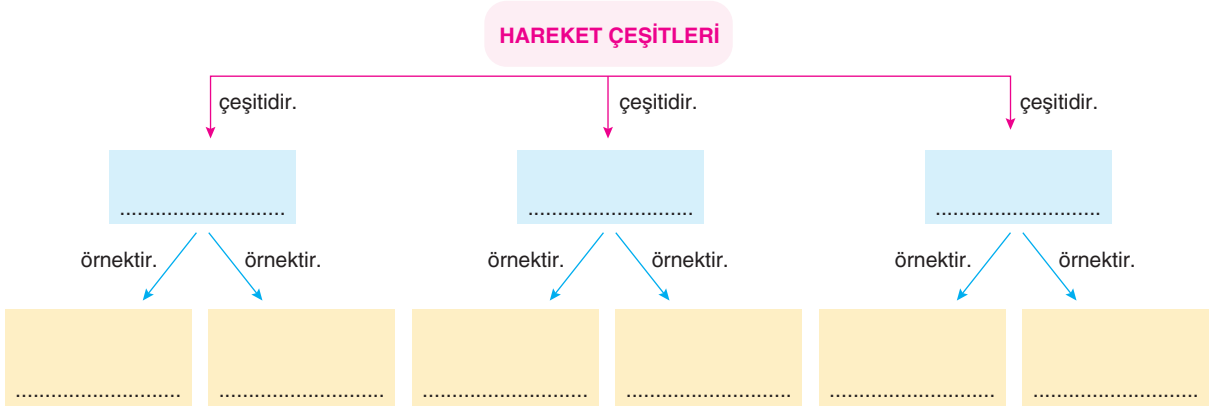 HAREKET ÇEŞİTLERİ
çeşitidir. çeşitidir. çeşitidir.
............................ ............................ ............................
örnektir. örnektir. örnektir. örnektir. örnektir. örnektir.
............................ ............................ ............................ ............................ ............................ ............................